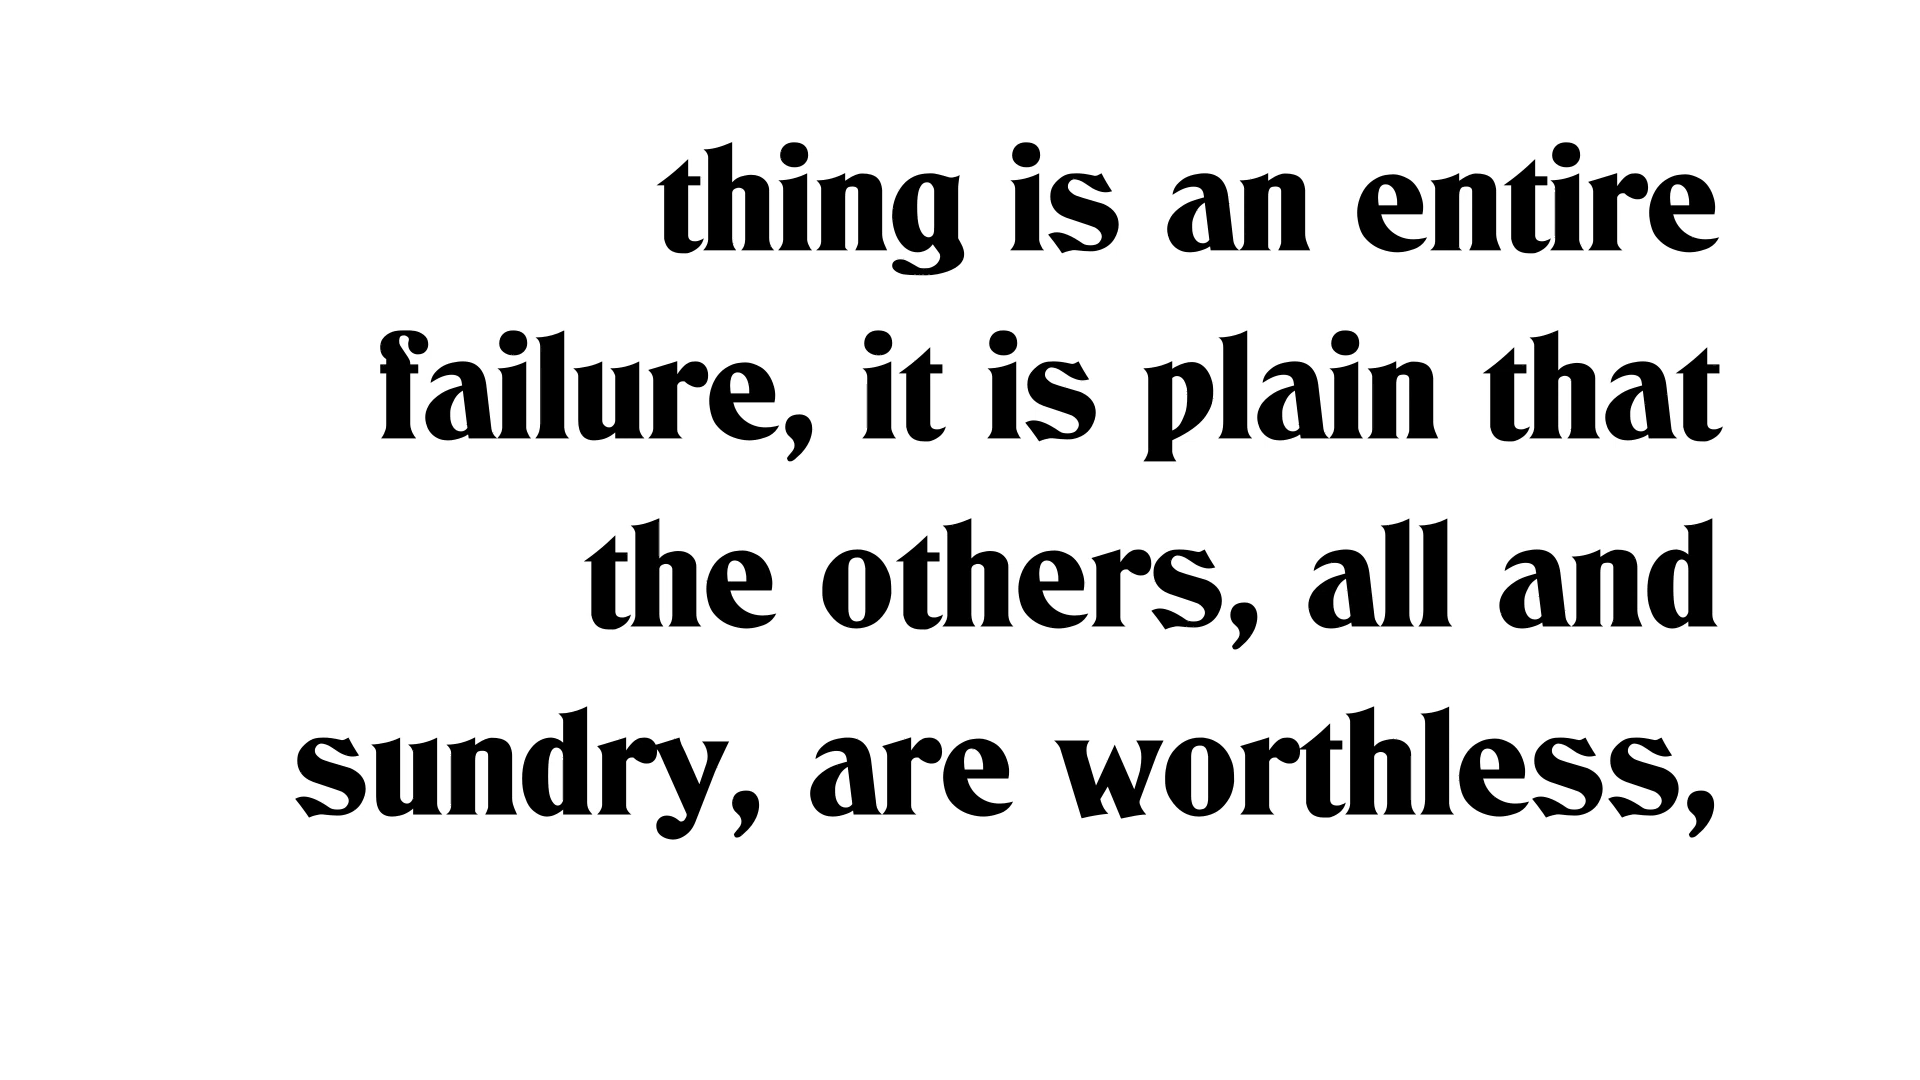 thing is an entire
failure, it is plain that
the others, all and
sundry, are worthless,